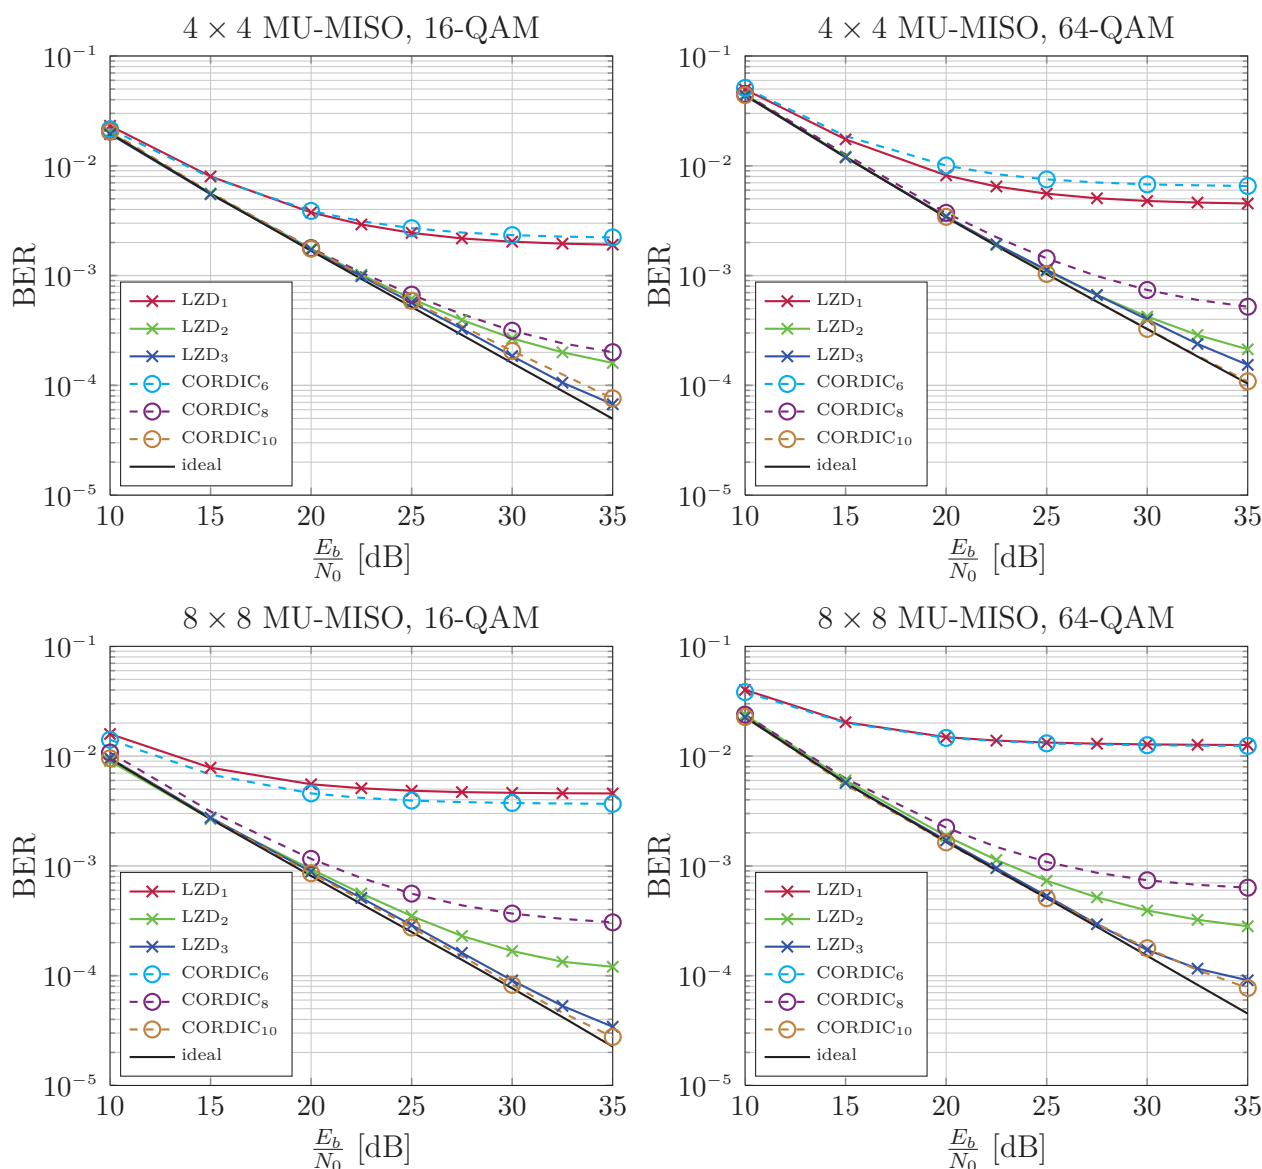 4 × 4 MU-MISO, 16-QAM
10⁻¹
10⁻²
10⁻³
10⁻⁴
10⁻⁵
BER
LZD₁
LZD₂
LZD₃
CORDIC₆
CORDIC₈
CORDIC₁₀
ideal
10 15 20 25 30 35
E_b/N₀ [dB]
4 × 4 MU-MISO, 64-QAM
10⁻¹
10⁻²
10⁻³
10⁻⁴
10⁻⁵
BER
LZD₁
LZD₂
LZD₃
CORDIC₆
CORDIC₈
CORDIC₁₀
ideal
10 15 20 25 30 35
E_b/N₀ [dB]
8 × 8 MU-MISO, 16-QAM
10⁻¹
10⁻²
10⁻³
10⁻⁴
10⁻⁵
BER
LZD₁
LZD₂
LZD₃
CORDIC₆
CORDIC₈
CORDIC₁₀
ideal
10 15 20 25 30 35
E_b/N₀ [dB]
8 × 8 MU-MISO, 64-QAM
10⁻¹
10⁻²
10⁻³
10⁻⁴
10⁻⁵
BER
LZD₁
LZD₂
LZD₃
CORDIC₆
CORDIC₈
CORDIC₁₀
ideal
10 15 20 25 30 35
E_b/N₀ [dB]